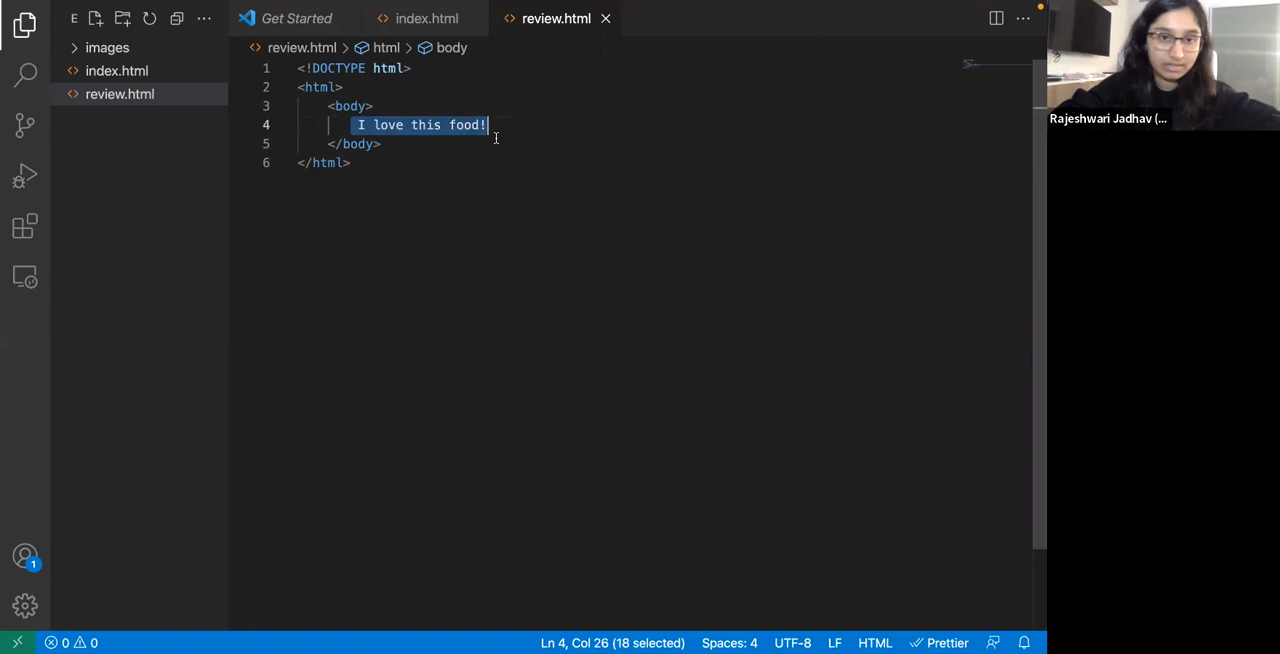 E
Get Started
index.html
review.html
images
index.html
review.html
review.html > html > body
1 <!DOCTYPE html>
2 <html>
3 <body>
4 I love this food!
5 </body>
6 </html>
Rajeshwari Jadhav (...
1
0 0
Ln 4, Col 26 (18 selected)
Spaces: 4
UTF-8
LF
HTML
Prettier